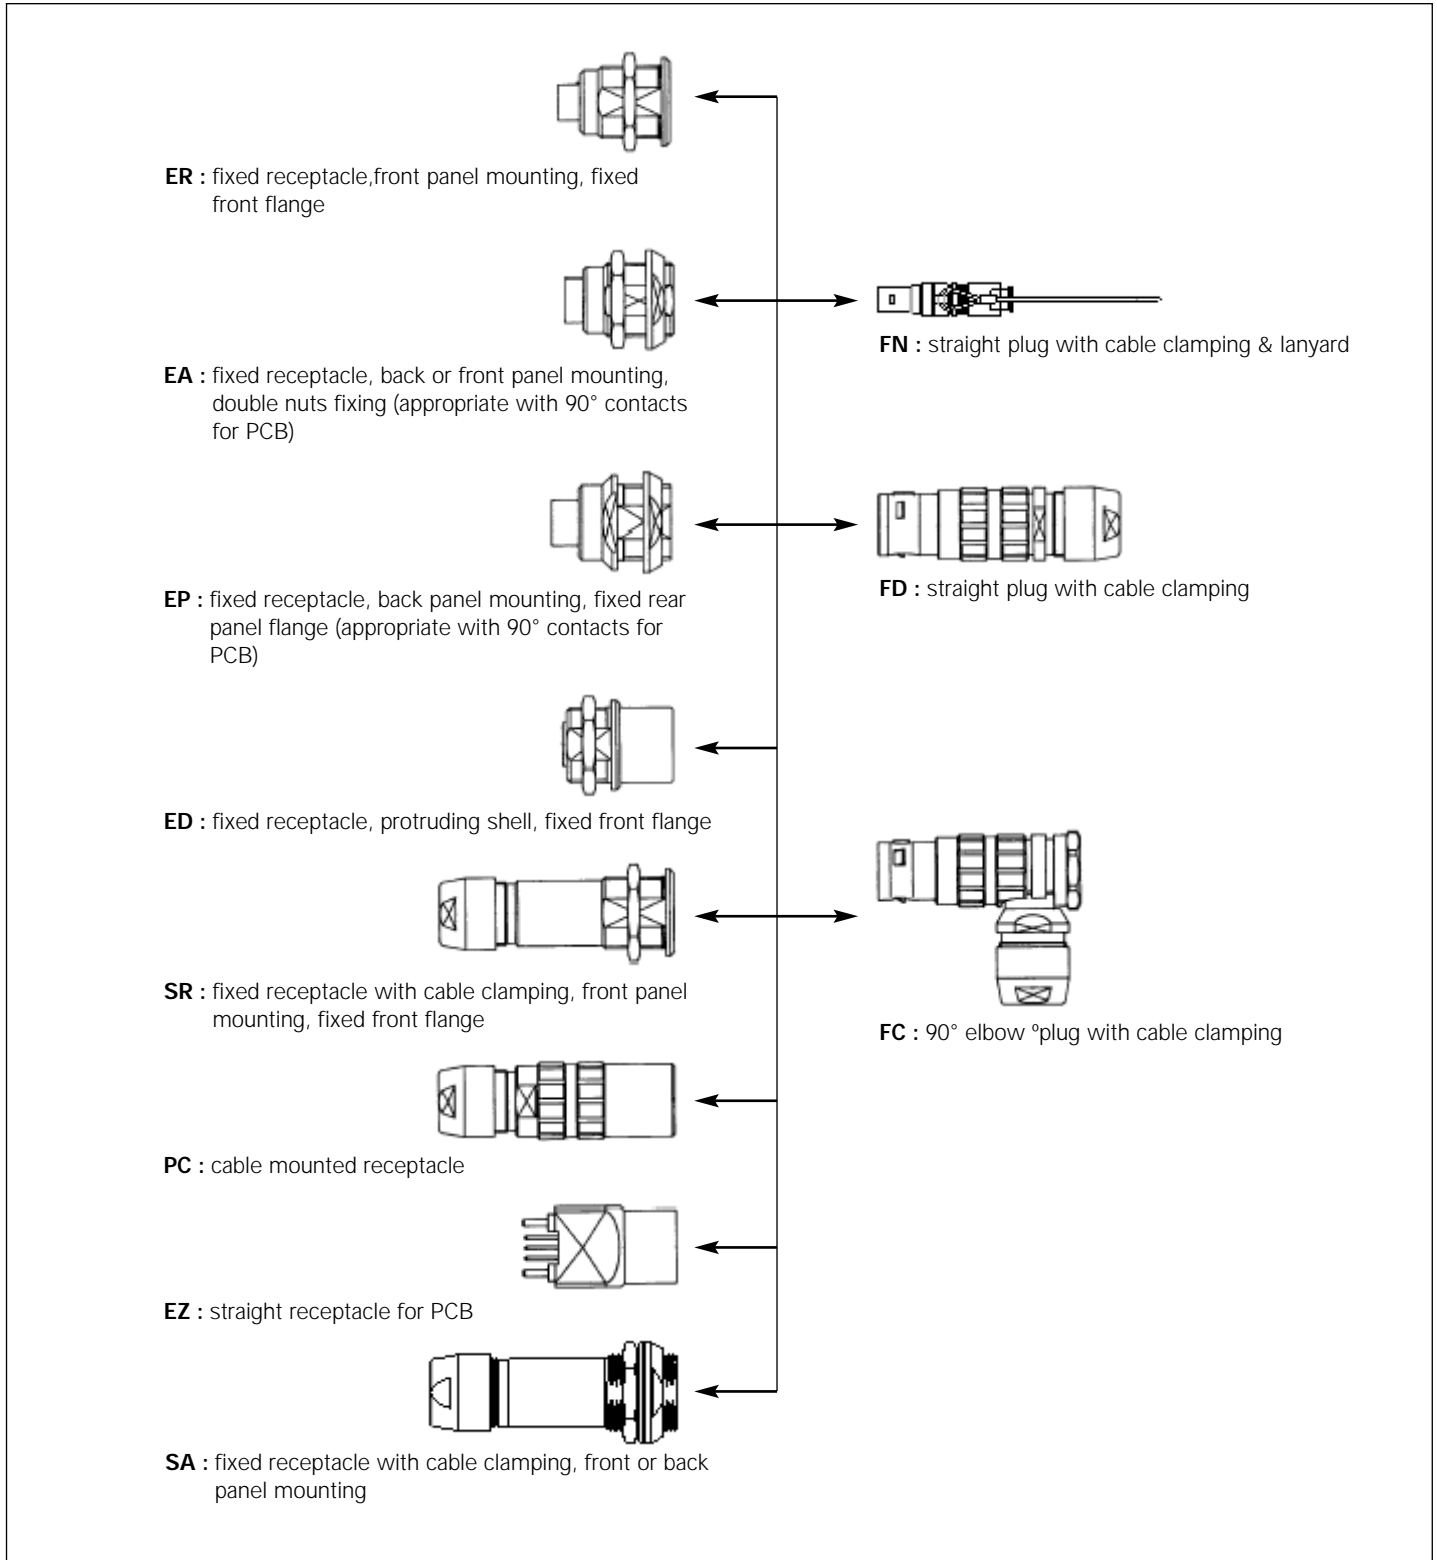 ER : fixed receptacle,front panel mounting, fixed
front flange
EA : fixed receptacle, back or front panel mounting,
double nuts fixing (appropriate with 90° contacts
for PCB)
FN : straight plug with cable clamping & lanyard
EP : fixed receptacle, back panel mounting, fixed rear
panel flange (appropriate with 90° contacts for
PCB)
FD : straight plug with cable clamping
ED : fixed receptacle, protruding shell, fixed front flange
SR : fixed receptacle with cable clamping, front panel
mounting, fixed front flange
FC : 90° elbow °plug with cable clamping
PC : cable mounted receptacle
EZ : straight receptacle for PCB
SA : fixed receptacle with cable clamping, front or back
panel mounting